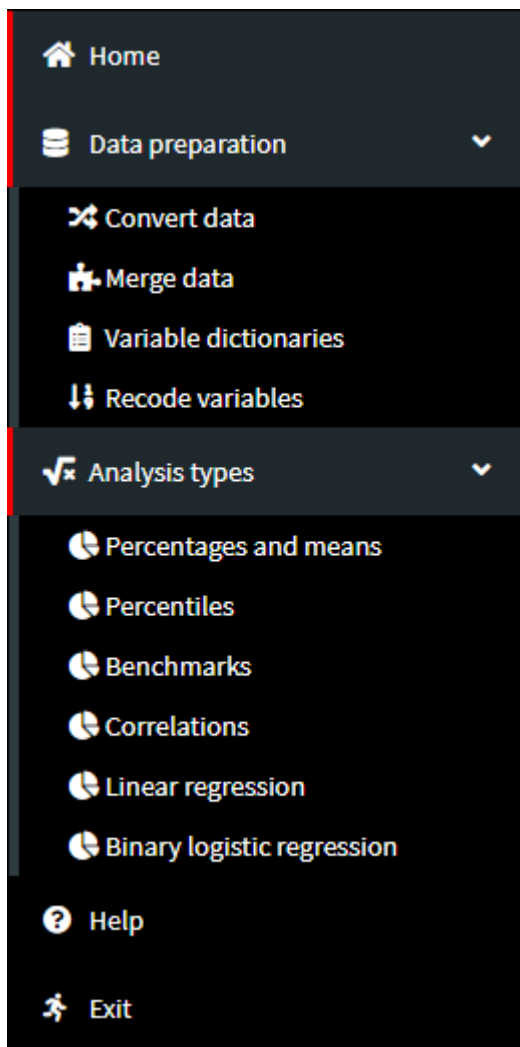 Home
Data preparation
Convert data
Merge data
Variable dictionaries
Recode variables
Analysis types
Percentages and means
Percentiles
Benchmarks
Correlations
Linear regression
Binary logistic regression
Help
Exit